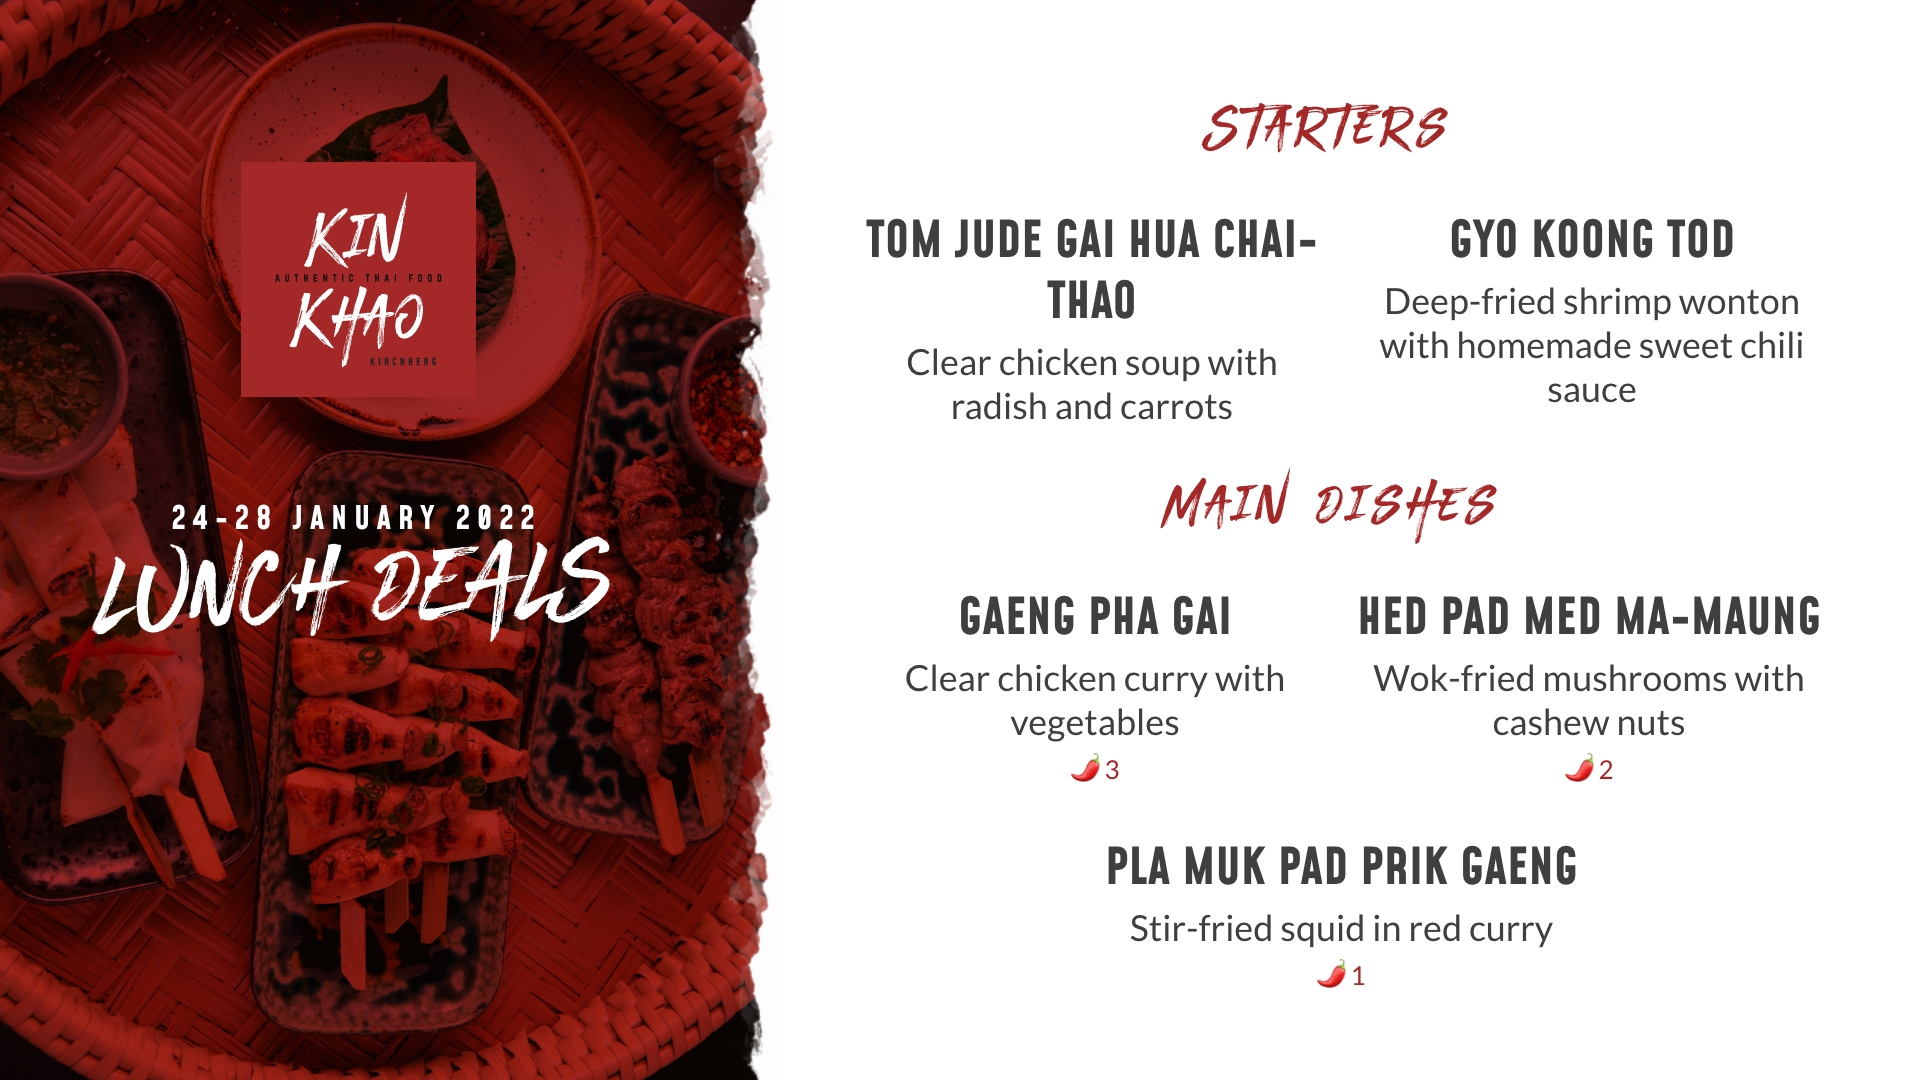 KIN
AUTHENTIC THAI FOOD
KHAO
KIRCHBERG
24-28 JANUARY 2022
LUNCH DEALS
STARTERS
TOM JUDE GAI HUA CHAI-
THAO
Clear chicken soup with
radish and carrots
GYO KOONG TOD
Deep-fried shrimp wonton
with homemade sweet chili
sauce
MAIN DISHES
GAENG PHA GAI
Clear chicken curry with
vegetables
🌶️3
HED PAD MED MA-MAUNG
Wok-fried mushrooms with
cashew nuts
🌶️2
PLA MUK PAD PRIK GAENG
Stir-fried squid in red curry
🌶️1